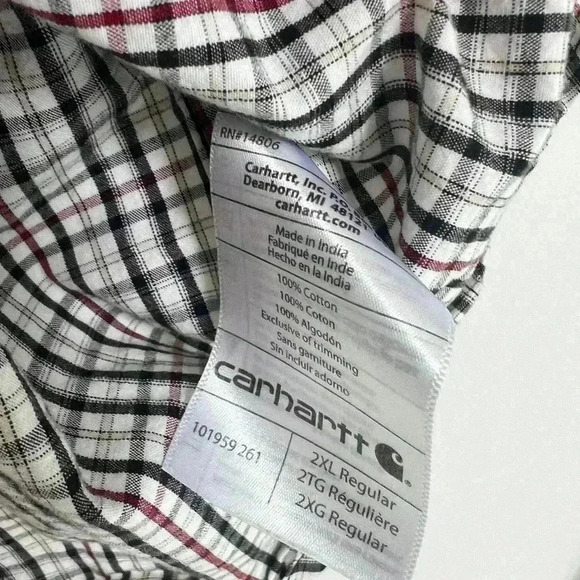 RN#14806
Carhartt, Inc. P.O.
Dearborn, MI 48121
carhartt.com
Made in India
Fabriqué en Inde
Hecho en la India
100% Cotton
100% Coton
100% Algodón
Exclusive of trimming
Sans garniture
Sin incluir adorno
carhartt
101959 261
2XL Regular
2TG Régulière
2XG Regular